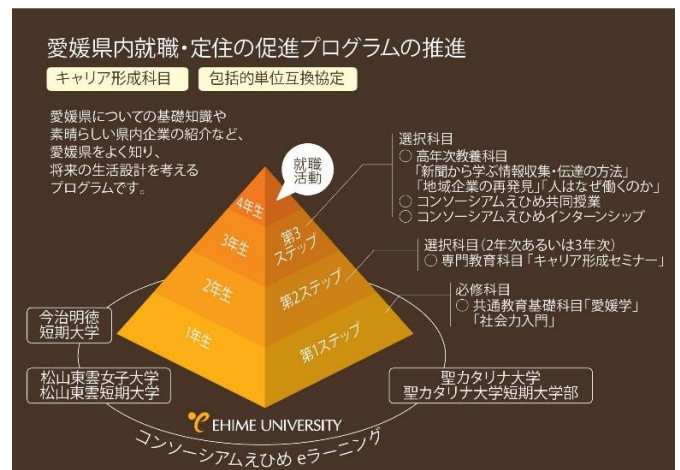 愛媛県内就職・定住の促進プログラムの推進
キャリア形成科目
包括的単位互換協定
愛媛県についての基礎知識や
素晴らしい県内企業の紹介など、
愛媛県をよく知り、
将来の生活設計を考える
プログラムです。
就職
活動
4年生
3年生
2年生
1年生
第3
ステップ
第2ステップ
第1ステップ
選択科目
○ 高年次教養科目
「新聞から学ぶ情報収集・伝達の方法」
「地域企業の再発見」「人はなぜ働くのか」
○ コンソーシアムえひめ共同授業
○ コンソーシアムえひめインターンシップ
選択科目（2年次あるいは3年次）
○ 専門教育科目「キャリア形成セミナー」
必修科目
○ 共通教育基礎科目「愛媛学」
「社会力入門」
今治明徳
短期大学
松山東雲女子大学
松山東雲短期大学
聖カタリナ大学
聖カタリナ大学短期大学部
EHIME UNIVERSITY
コンソーシアムえひめ eラーニング